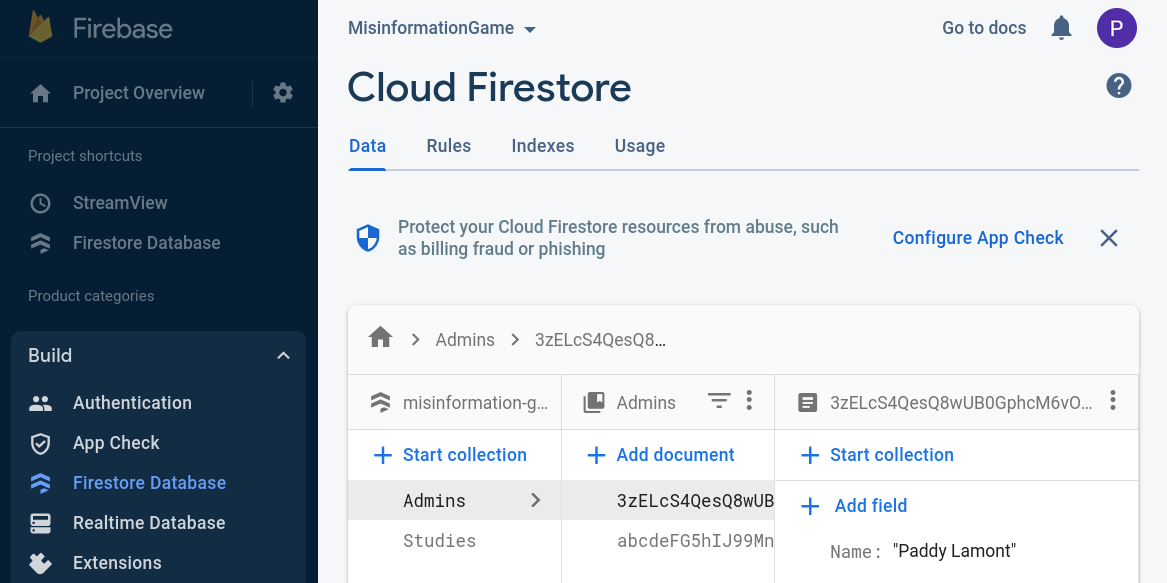 Firebase
Project Overview
Project shortcuts
StreamView
Firestore Database
Product categories
Build
Authentication
App Check
Firestore Database
Realtime Database
Extensions
MisinformationGame
Go to docs
P
Cloud Firestore
?
Data Rules Indexes Usage
Protect your Cloud Firestore resources from abuse, such
as billing fraud or phishing
Configure App Check
Admins
3zELcS4QesQ8…
misinformation-g…
Start collection
Admins
Studies
Admins
Add document
3zELcS4QesQ8wUB
abcdeFG5hIJ99Mn
3zELcS4QesQ8wUB0GphcM6vO…
Start collection
Add field
Name: "Paddy Lamont"